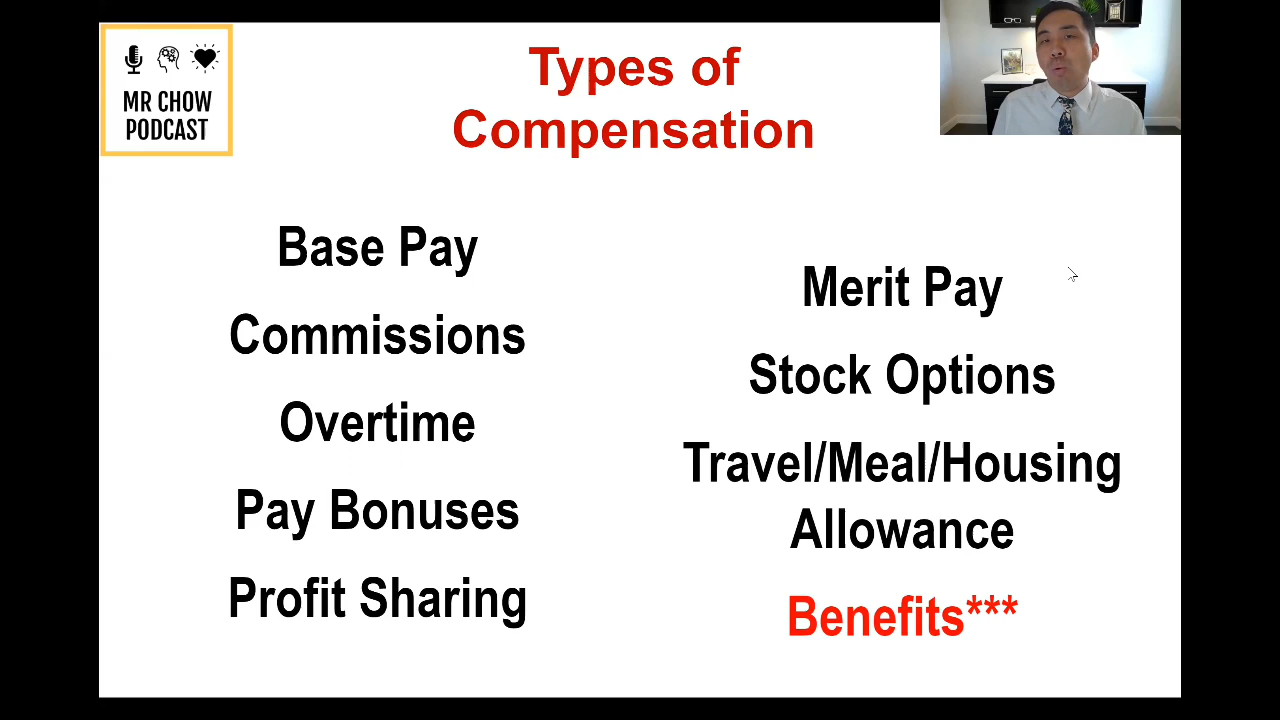 MR CHOW
PODCAST
Types of
Compensation
Base Pay
Commissions
Overtime
Pay Bonuses
Profit Sharing
Merit Pay
Stock Options
Travel/Meal/Housing
Allowance
Benefits***